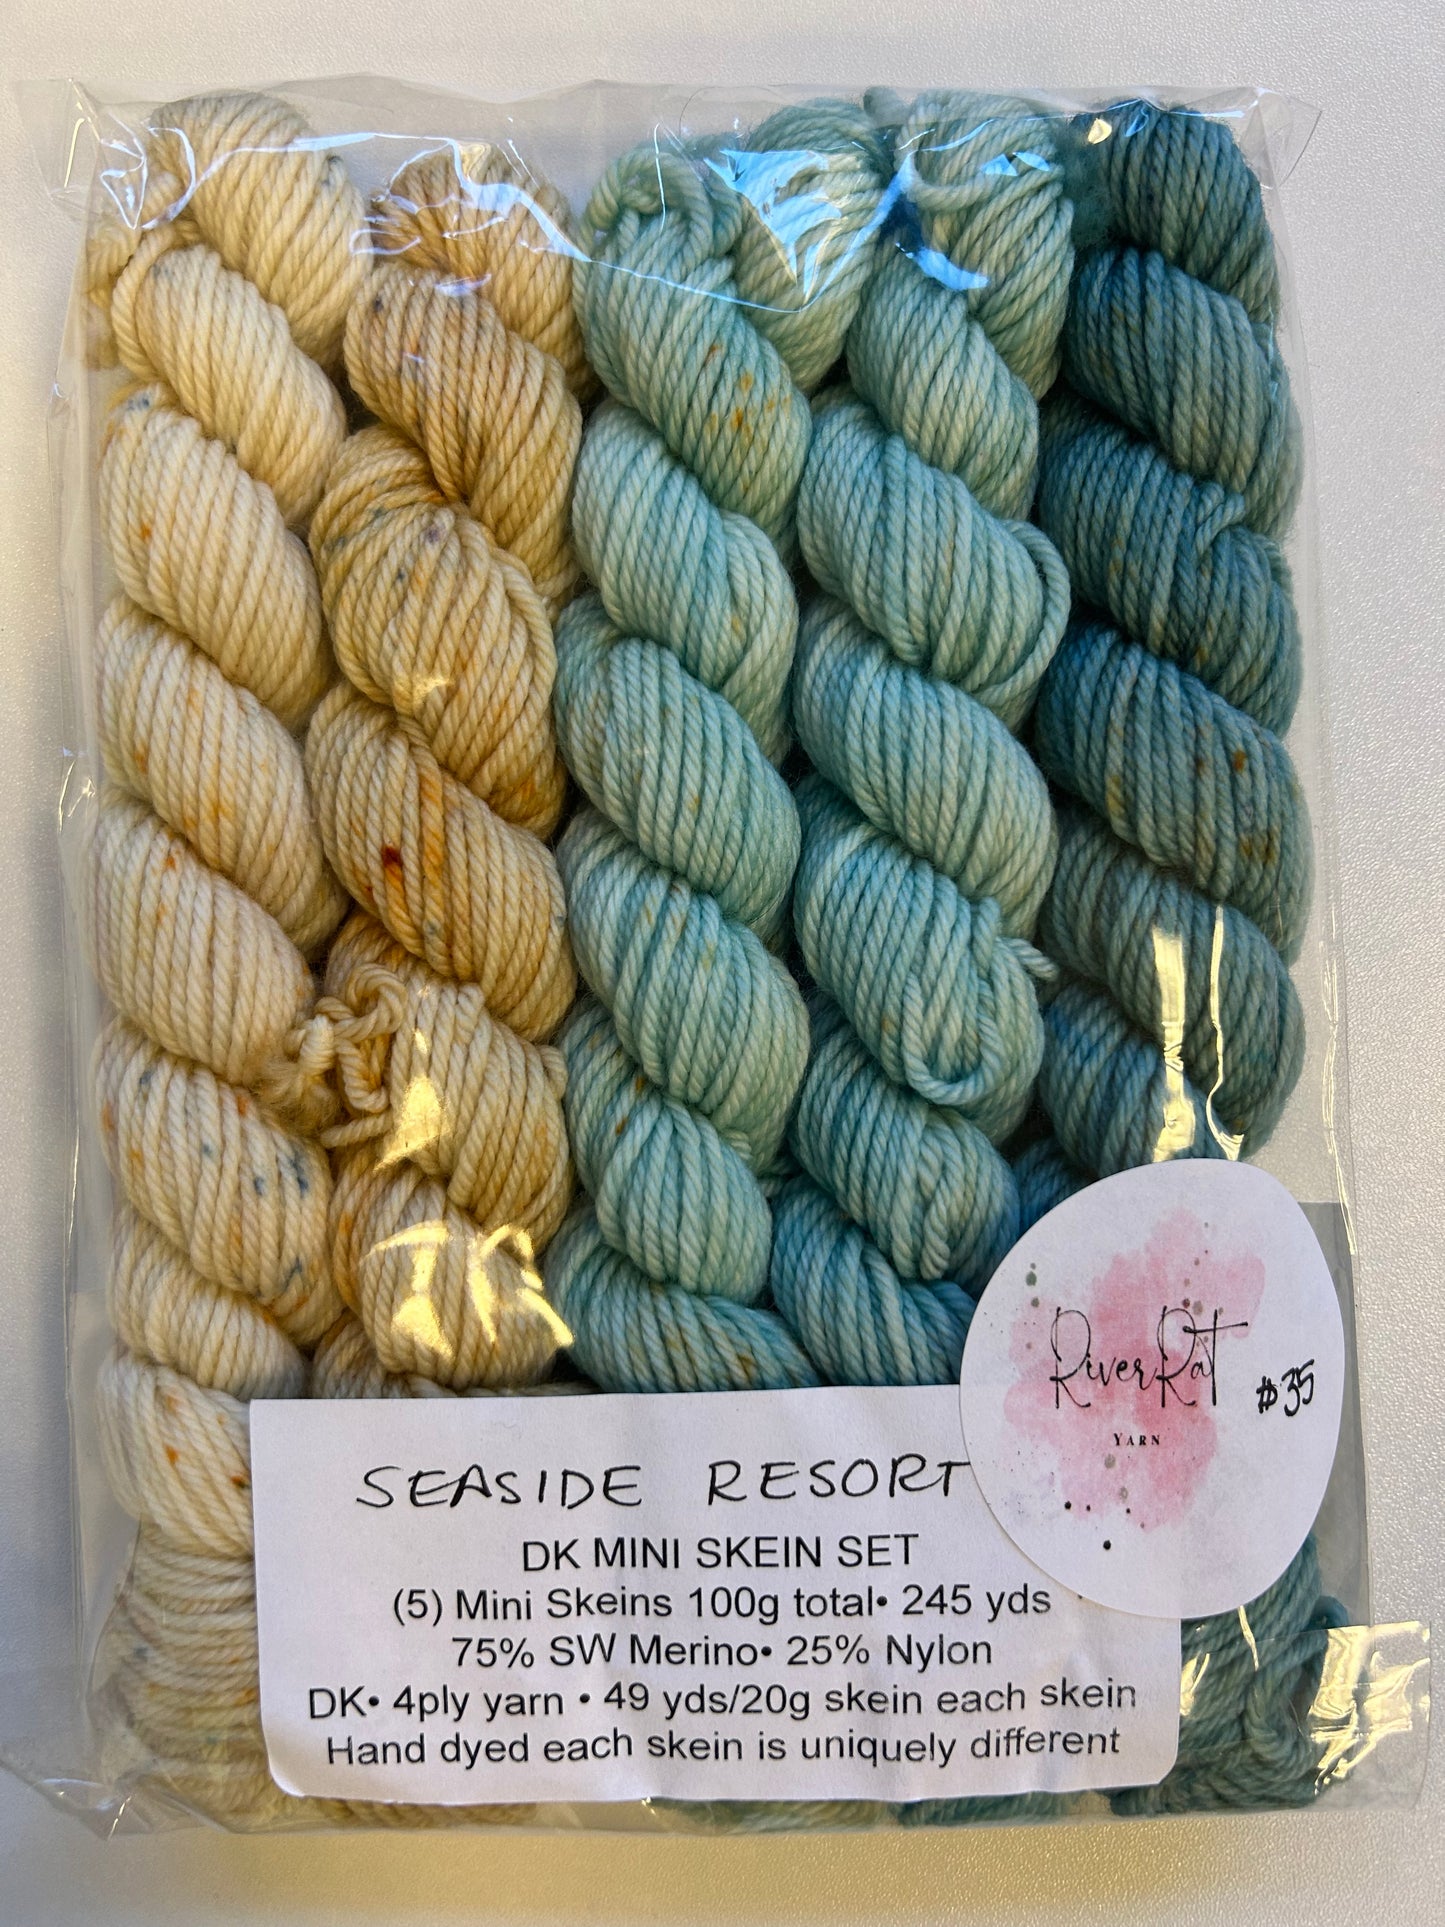 RiverRat
YARN
$35
SEASIDE RESORT
DK MINI SKEIN SET
(5) Mini Skeins 100g total• 245 yds
75% SW Merino• 25% Nylon
DK• 4ply yarn • 49 yds/20g skein each skein
Hand dyed each skein is uniquely different